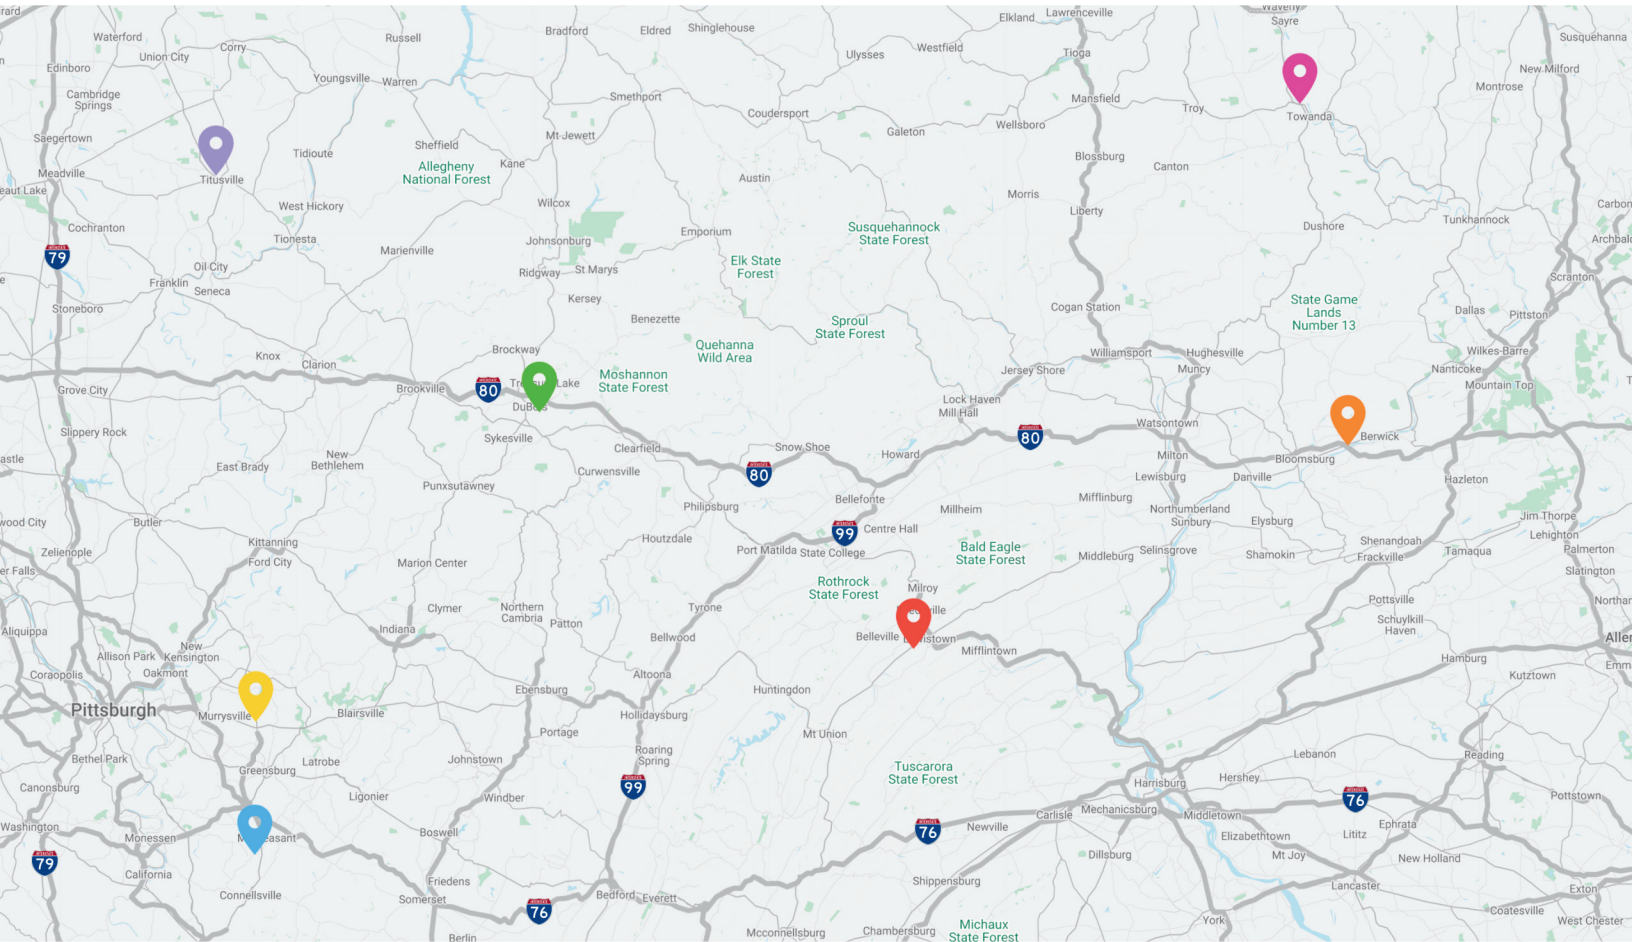 Waterford
Corry
Union City
Edinboro
Cambridge
Springs
Saegertown
Meadville
Russell
Youngsville
Warren
Bradford
Eldred
Shinglehouse
Smethport
Coudersport
Ulysses
Westfield
Elkland
Lawrenceville
Tioga
Mansfield
Wellsboro
Galeton
Troy
Sayre
Towanda
Susquehanna
New Milford
Montrose
Titusville
Tidioute
Sheffield
Allegheny
National Forest
Kane
Mt Jewett
Austin
Blossburg
Canton
Morris
Liberty
West Hickory
Tionesta
Cochranton
79
Oil City
Franklin
Seneca
Stoneboro
Marienville
Wilcox
Johnsonburg
Ridgway
St Marys
Kersey
Emporium
Elk State
Forest
Susquehannock
State Forest
Benezette
Sproul
State Forest
Quehanna
Wild Area
Cogan Station
Dushore
Tunkhannock
State Game
Lands
Number 13
Scranton
Dallas
Pittston
Wilkes-Barre
Nanticoke
Mountain Top
Knox
Clarion
Grove City
Brockway
Brookville
80
Moshannon
State Forest
Williamsport
Hughesville
Muncy
Jersey Shore
Lock Haven
Mill Hall
Watsontown
Milton
Lewisburg
Berwick
Bloomsburg
Danville
Hazleton
Slippery Rock
East Brady
New
Bethlehem
Sykesville
Clearfield
Curwensville
Punxsutawney
80
Snow Shoe
Howard
80
Bellefonte
Philipsburg
Millheim
Mifflinburg
Northumberland
Sunbury
Elysburg
Shamokin
Shenandoah
Frackville
Jim Thorpe
Lehighton
Palmerton
Tamaqua
Slatington
Butler
Zelienople
Kittanning
Ford City
Marion Center
Houtzdale
99
Centre Hall
Port Matilda
State College
Bald Eagle
State Forest
Middleburg
Selinsgrove
Rothrock
State Forest
Milroy
Belleville
Mifflintown
Tyrone
Bellwood
Clymer
Northern
Cambria
Patton
Indiana
Pottsville
Schuylkill
Haven
Hamburg
Kutztown
Aliquippa
Allison Park
New
Kensington
Oakmont
Coraopolis
Pittsburgh
Murrysville
Blairsville
Ebensburg
Altoona
Huntingdon
Hollidaysburg
Portage
Mt Union
Roaring
Spring
Bethel Park
Canonsburg
Washington
Greensburg
Latrobe
Johnstown
Ligonier
Windber
99
Tuscarora
State Forest
Lebanon
Reading
Hershey
Harrisburg
76
Pottstown
79
Monessen
California
Connellsville
Boswell
Friedens
Somerset
76
Berlin
Bedford
Everett
Mcconnellsburg
Chambersburg
Shippensburg
76
Newville
Carlisle
Mechanicsburg
Middletown
Elizabethtown
Dillsburg
Mt Joy
Lititz
Ephrata
New Holland
Lancaster
York
Michaux
State Forest
Exton
Coatesville
West Chester